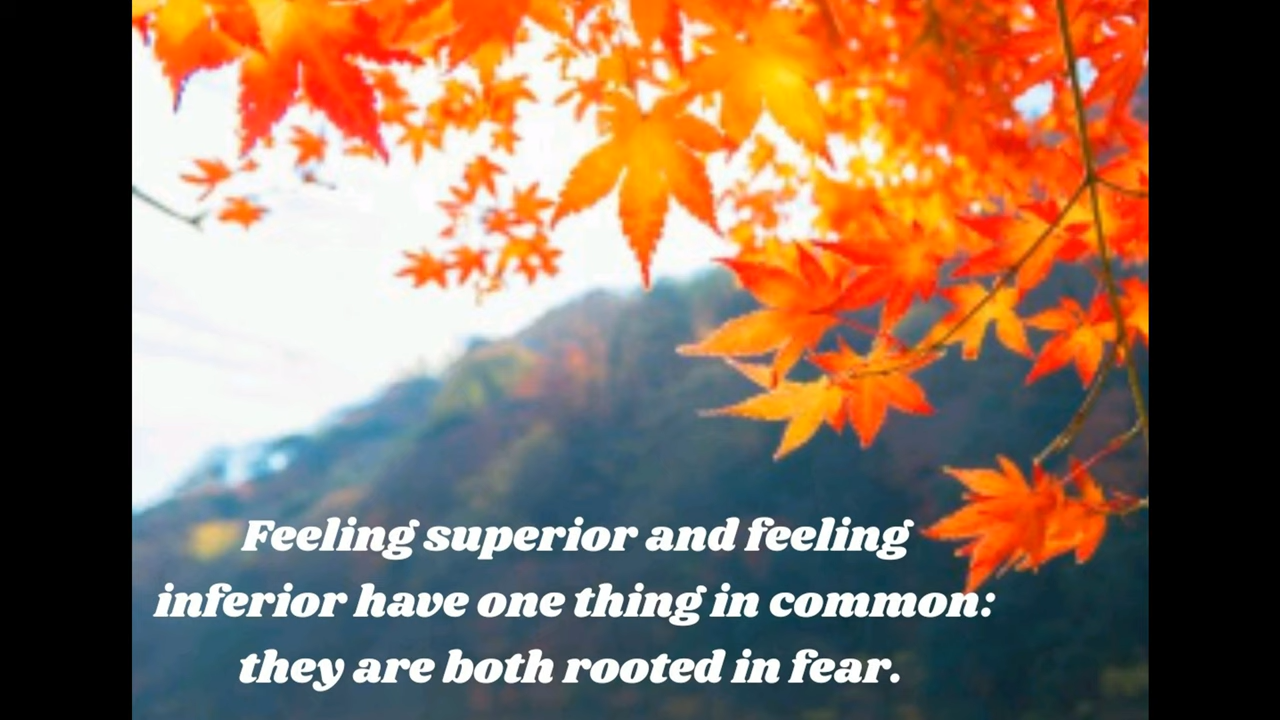 Feeling superior and feeling
inferior have one thing in common:
they are both rooted in fear.